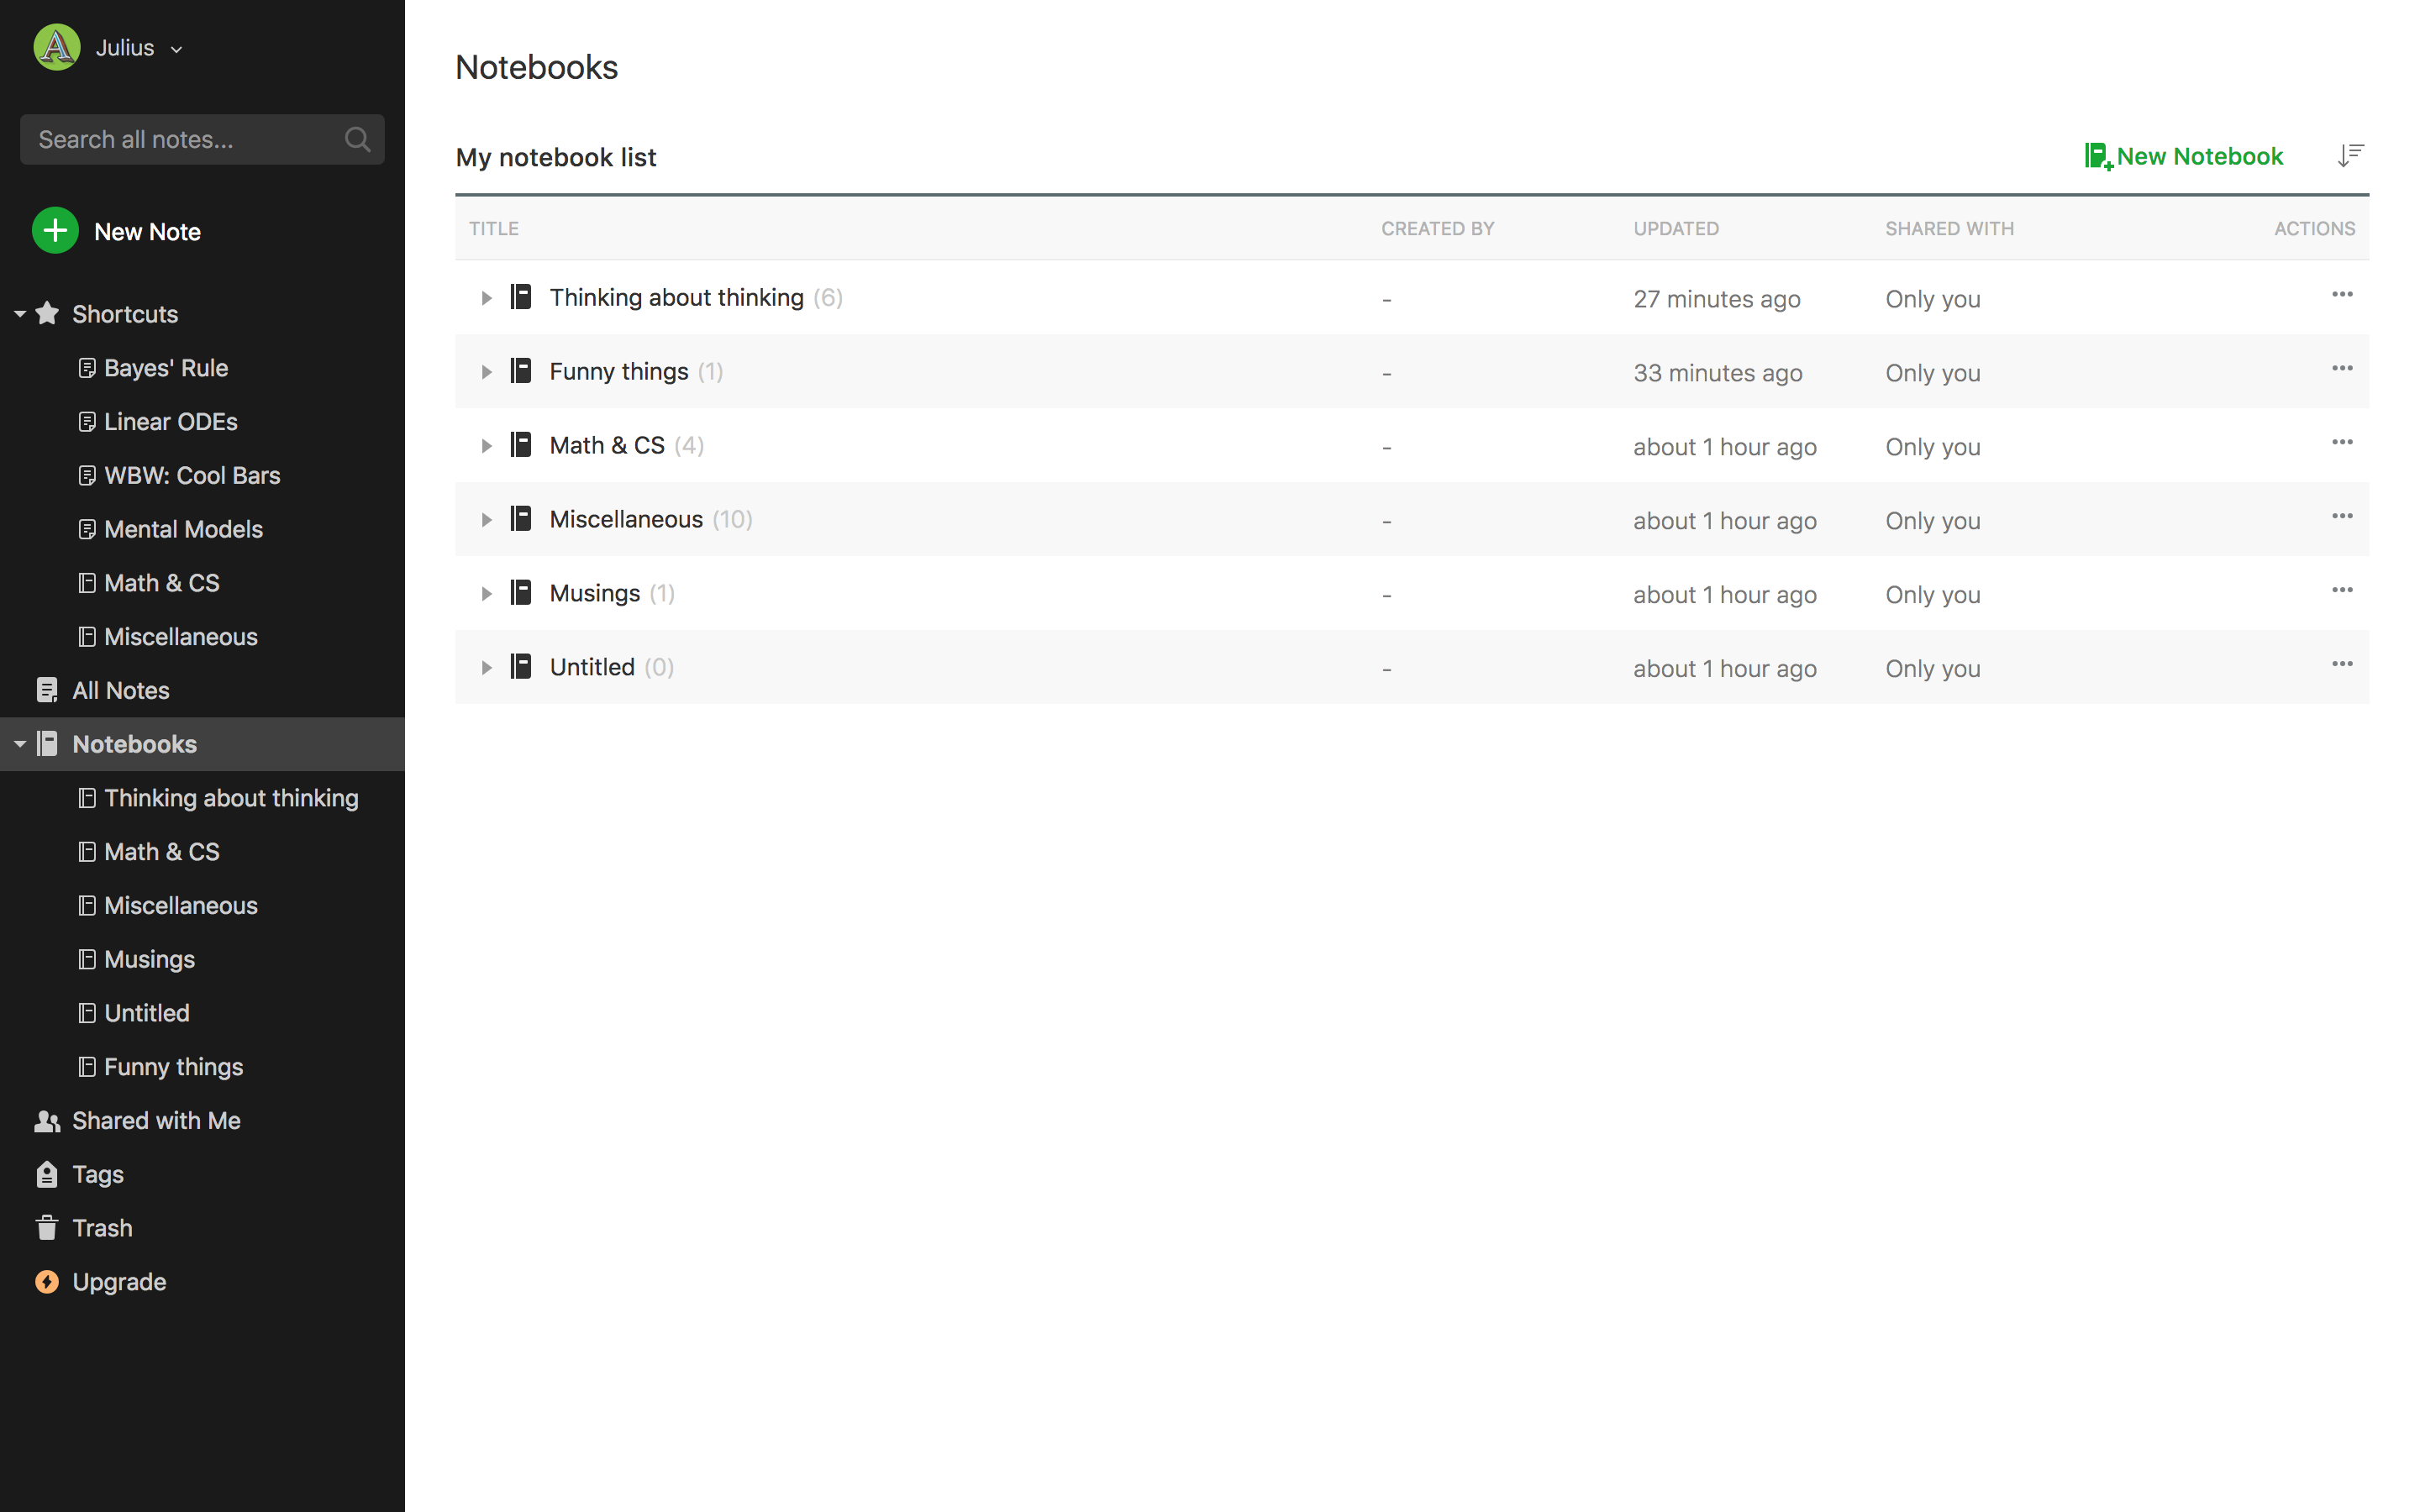 Julius
Search all notes...
New Note
Shortcuts
Bayes' Rule
Linear ODEs
WBW: Cool Bars
Mental Models
Math & CS
Miscellaneous
All Notes
Notebooks
Thinking about thinking
Math & CS
Miscellaneous
Musings
Untitled
Funny things
Shared with Me
Tags
Trash
Upgrade
Notebooks
My notebook list
New Notebook
TITLE CREATED BY UPDATED SHARED WITH ACTIONS
Thinking about thinking (6) - 27 minutes ago Only you
Funny things (1) - 33 minutes ago Only you
Math & CS (4) - about 1 hour ago Only you
Miscellaneous (10) - about 1 hour ago Only you
Musings (1) - about 1 hour ago Only you
Untitled (0) - about 1 hour ago Only you